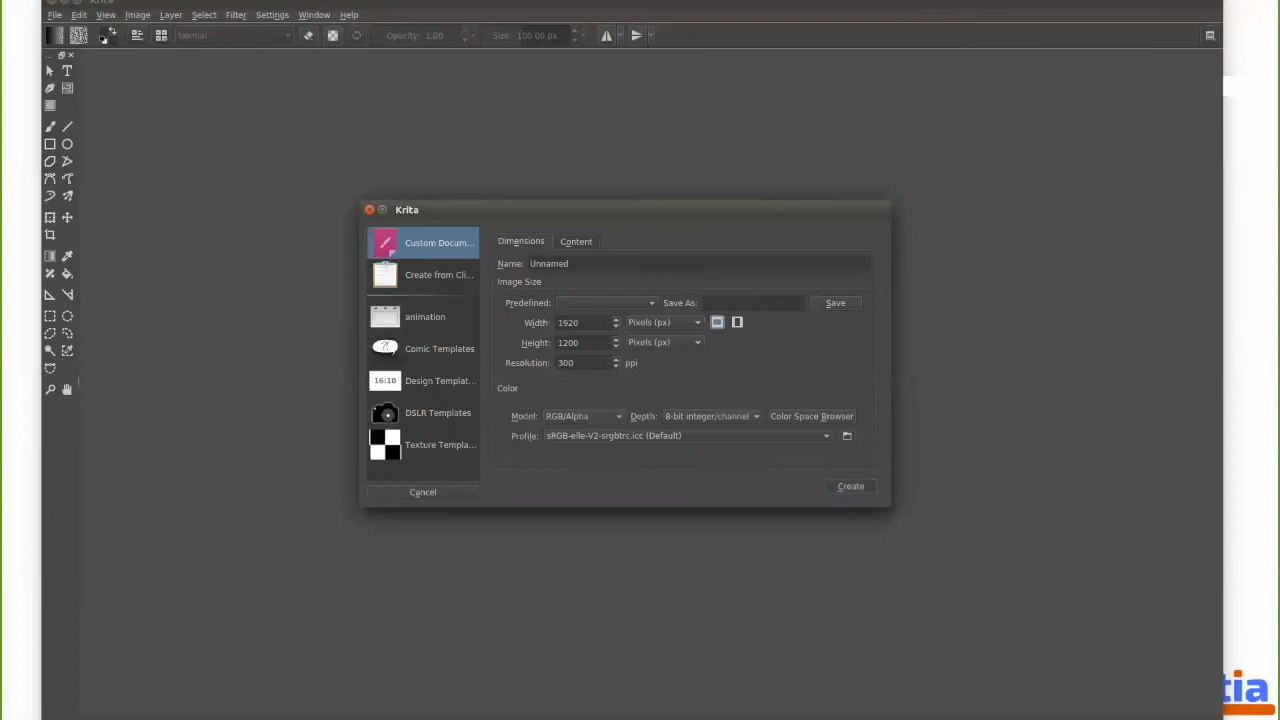 Krita
File Edit View Image Layer Select Filter Settings Window Help
Normal Opacity: 1.00 Size: 100.00 px
Krita
Custom Docum...
Create from Cli...
animation
Comic Templates
16:10 Design Templat...
DSLR Templates
Texture Templa...
Cancel
Dimensions Content
Name: Unnamed
Image Size
Predefined: Save As: Save
Width: 1920 Pixels (px)
Height: 1200 Pixels (px)
Resolution: 300 ppi
Color
Model: RGB/Alpha Depth: 8-bit integer/channel Color Space Browser
Profile: sRGB-elle-V2-srgbtrc.icc (Default)
Create
tia